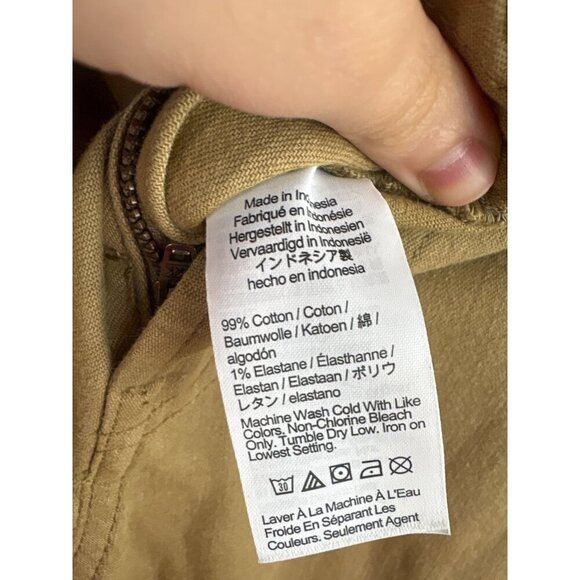 Made in Indonesia
Fabriqué en Indonésie
Hergestellt in Indonesien
Vervaardigd in Indonesië
インドネシア製
hecho en indonesia
99% Cotton / Coton /
Baumwolle / Katoen / 綿 /
algodón
1% Elastane / Élasthanne /
Elastan / Elastaan / ポリウ
レタン / elastano
Machine Wash Cold With Like
Colors. Non-Chlorine Bleach
Only. Tumble Dry Low. Iron on
Lowest Setting.
30
Laver À La Machine À L'Eau
Froide En Séparant Les
Couleurs. Seulement Agent